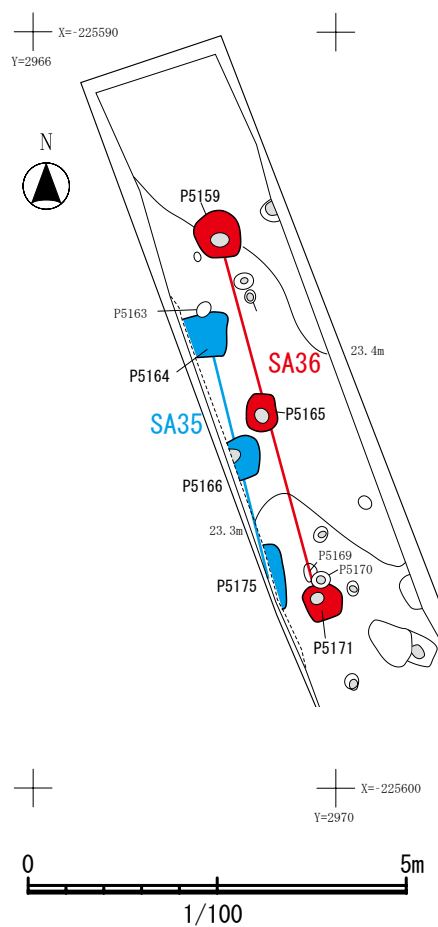 X=-225590
Y=2966
N
P5159
P5163
P5164
23.4m
SA36
SA35
P5165
P5166
23.3m
P5169
P5170
P5175
P5171
X=-225600
Y=2970
0
5m
1/100